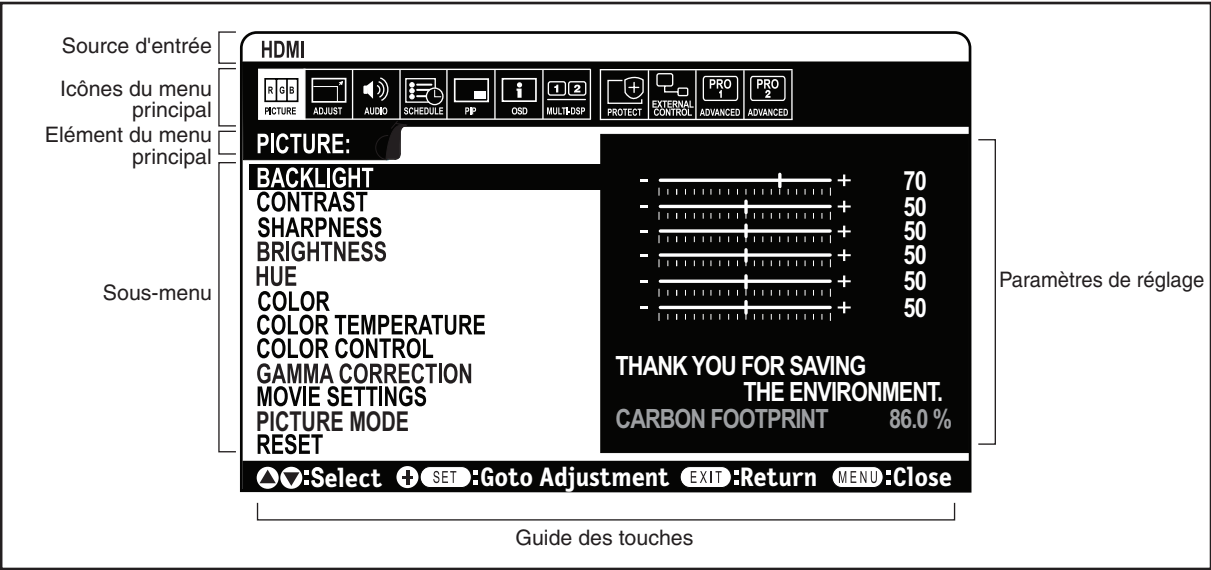 Source d'entrée
HDMI
Icônes du menu
principal
R G B
PICTURE
ADJUST
AUDIO
SCHEDULE
PIP
i
OSD
1 2
MULTI-DSP
PROTECT
EXTERNAL
CONTROL
PRO
1
ADVANCED
PRO
2
ADVANCED
Elément du menu
principal
PICTURE:
Sous-menu
BACKLIGHT - + 70
CONTRAST - + 50
SHARPNESS - + 50
BRIGHTNESS - + 50
HUE - + 50
COLOR - + 50
COLOR TEMPERATURE
COLOR CONTROL
GAMMA CORRECTION
MOVIE SETTINGS
PICTURE MODE
RESET
THANK YOU FOR SAVING
THE ENVIRONMENT.
CARBON FOOTPRINT 86.0 %
Paramètres de réglage
:Select + SET :Goto Adjustment EXIT :Return MENU :Close
Guide des touches